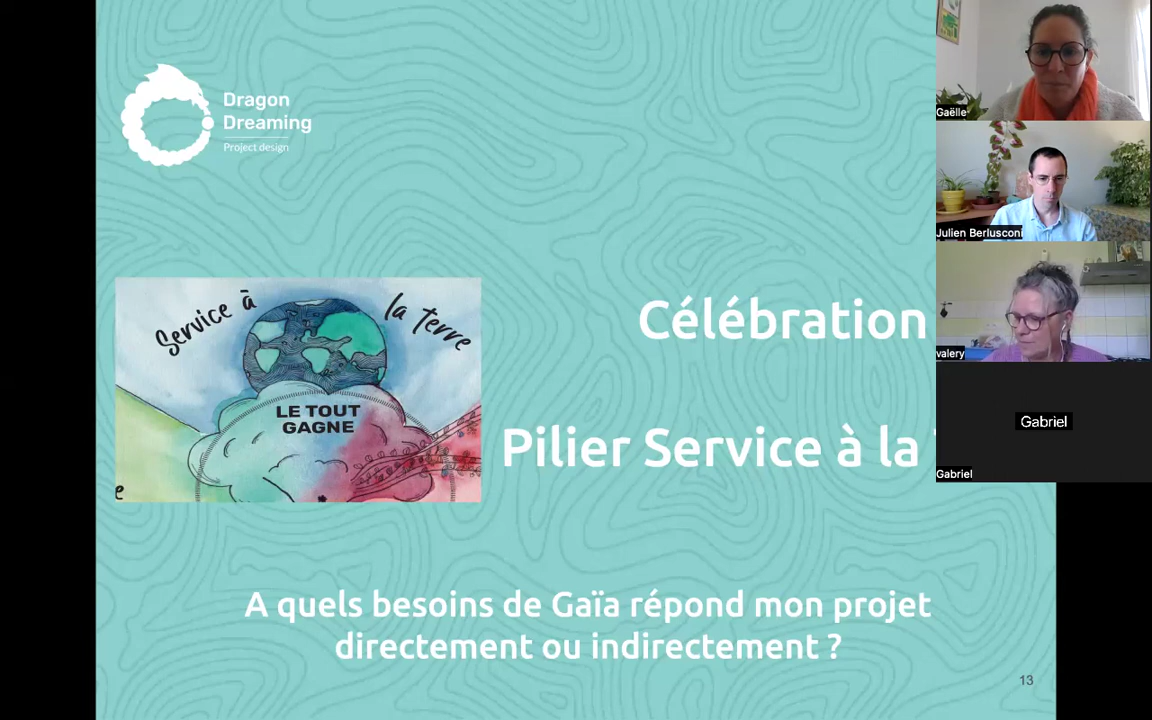 Dragon
Dreaming
Project design
Service à la terre
LE TOUT
GAGNE
e
Célébration
Pilier Service à la
A quels besoins de Gaïa répond mon projet
directement ou indirectement ?
13
Gaëlle
Julien Berlusconi
valery
Gabriel
Gabriel